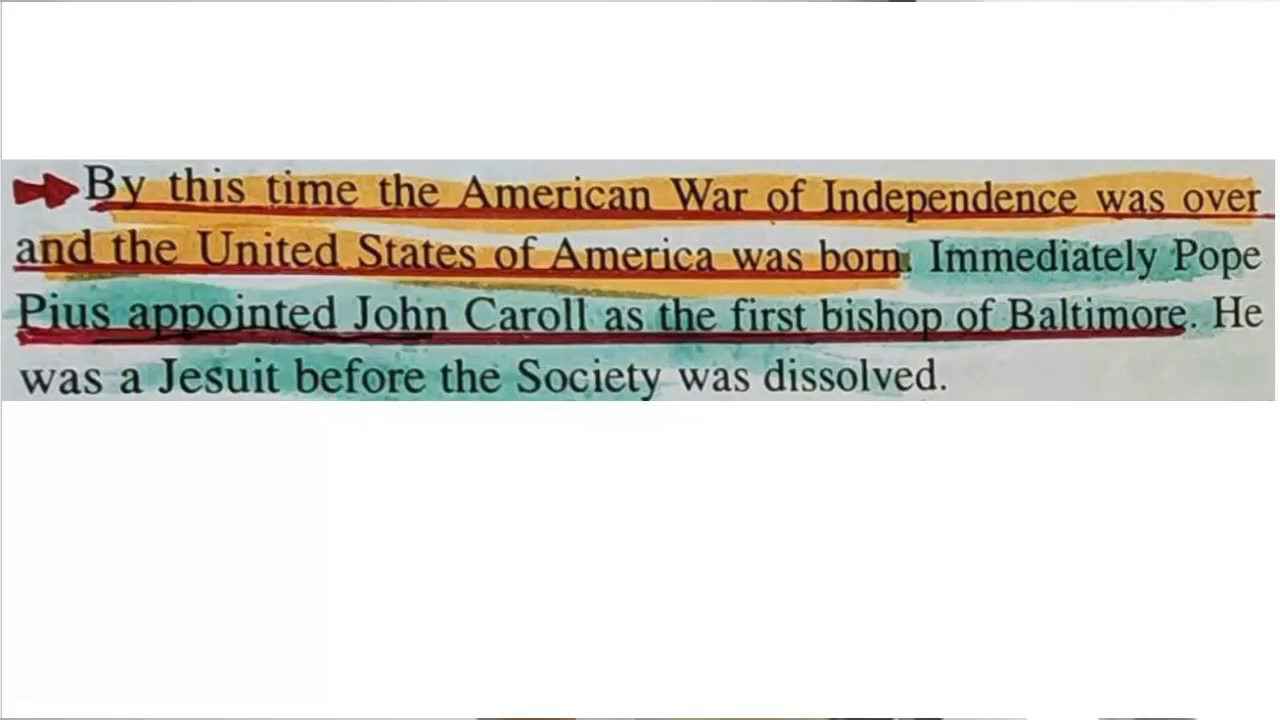 By this time the American War of Independence was over
and the United States of America was born. Immediately Pope
Pius appointed John Caroll as the first bishop of Baltimore. He
was a Jesuit before the Society was dissolved.